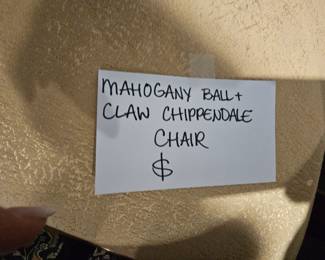 MAHOGANY BALL +
CLAW CHIPPENDALE
CHAIR
$